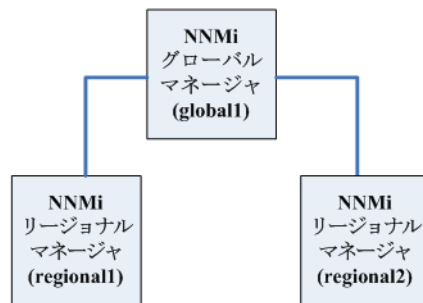 NNMi
グローバル
マネージャ
(global1)
NNMi
リージョナル
マネージャ
(regional1)
NNMi
リージョナル
マネージャ
(regional2)